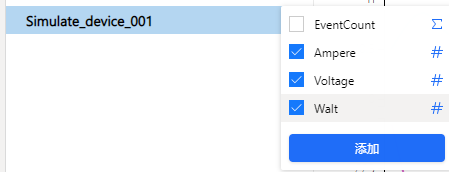 Simulate_device_001
EventCount
Ampere
Voltage
Walt
添加